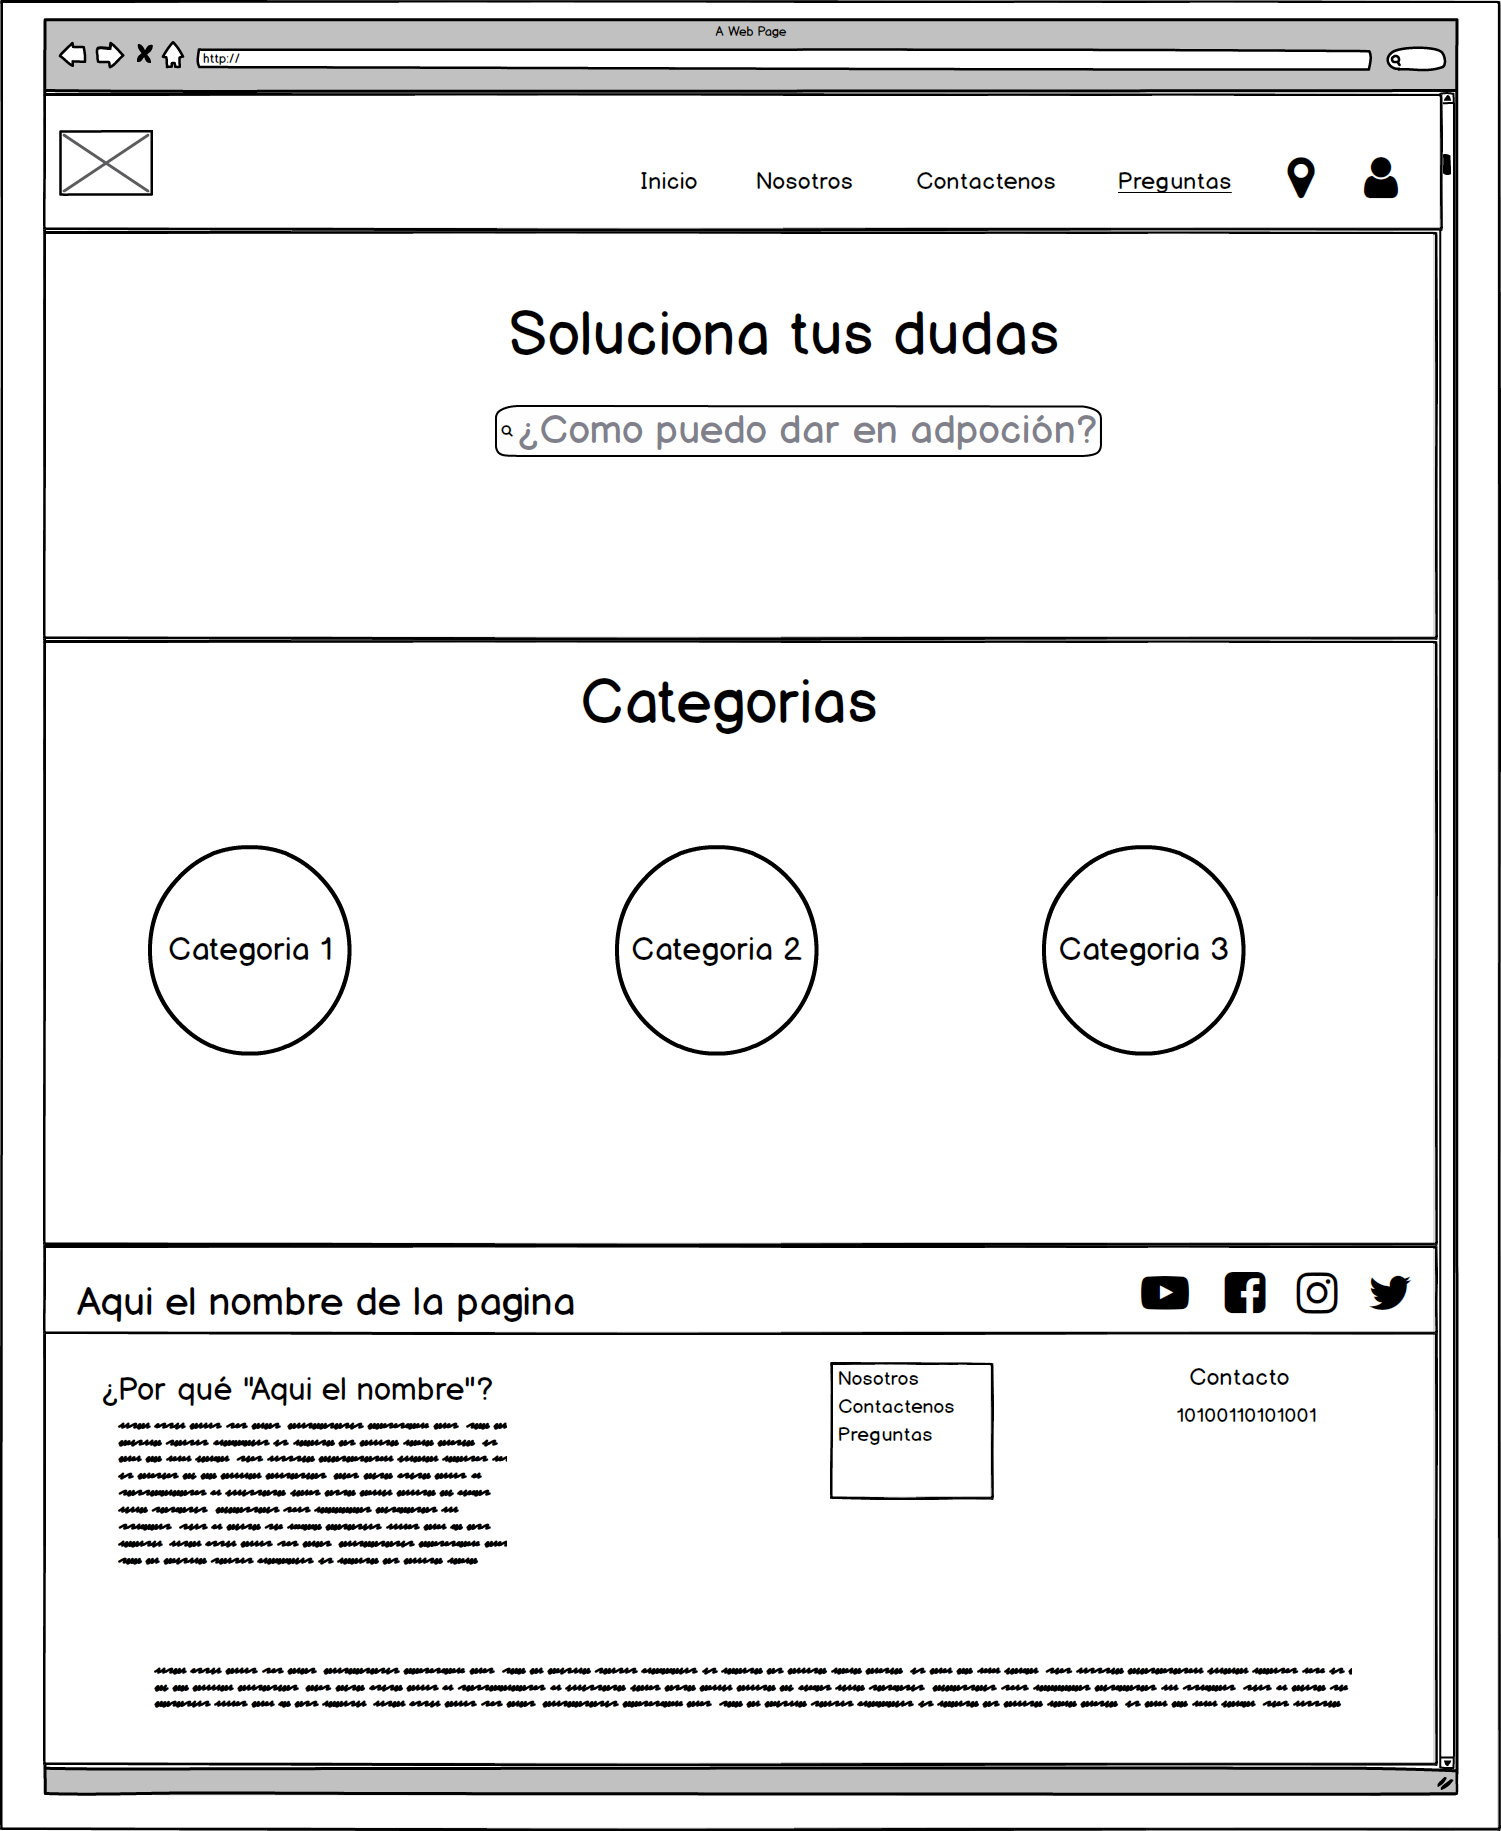 A Web Page
http://
Inicio Nosotros Contactenos Preguntas
Soluciona tus dudas
¿Como puedo dar en adpoción?
Categorias
Categoria 1 Categoria 2 Categoria 3
Aqui el nombre de la pagina
¿Por qué "Aqui el nombre"?
Nosotros
Contactenos
Preguntas
Contacto
10100110101001